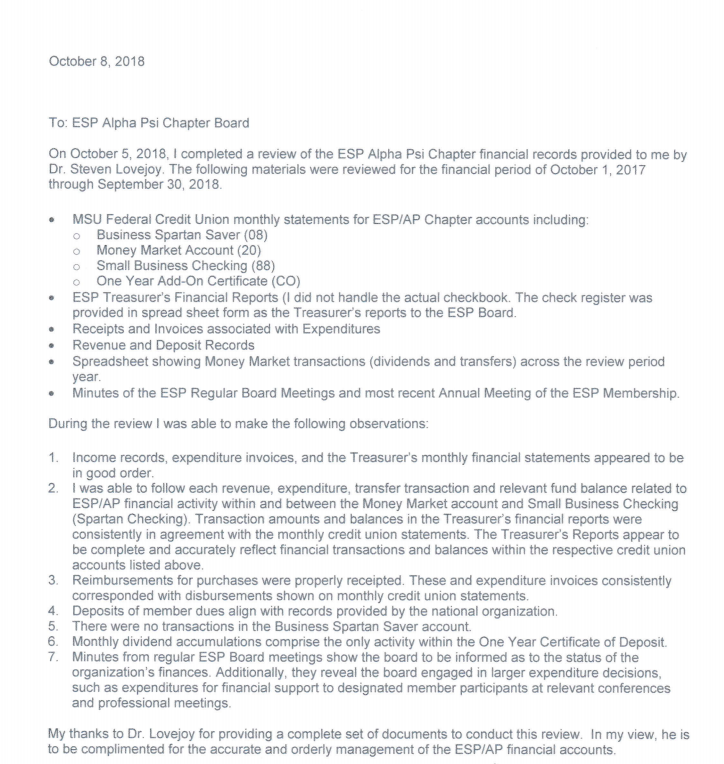 October 8, 2018
To: ESP Alpha Psi Chapter Board
On October 5, 2018, I completed a review of the ESP Alpha Psi Chapter financial records provided to me by
Dr. Steven Lovejoy. The following materials were reviewed for the financial period of October 1, 2017
through September 30, 2018.
• MSU Federal Credit Union monthly statements for ESP/AP Chapter accounts including:
○ Business Spartan Saver (08)
○ Money Market Account (20)
○ Small Business Checking (88)
○ One Year Add-On Certificate (CO)
• ESP Treasurer's Financial Reports (I did not handle the actual checkbook. The check register was
provided in spread sheet form as the Treasurer's reports to the ESP Board.
• Receipts and Invoices associated with Expenditures
• Revenue and Deposit Records
• Spreadsheet showing Money Market transactions (dividends and transfers) across the review period
year.
• Minutes of the ESP Regular Board Meetings and most recent Annual Meeting of the ESP Membership.
During the review I was able to make the following observations:
1. Income records, expenditure invoices, and the Treasurer's monthly financial statements appeared to be
in good order.
2. I was able to follow each revenue, expenditure, transfer transaction and relevant fund balance related to
ESP/AP financial activity within and between the Money Market account and Small Business Checking
(Spartan Checking). Transaction amounts and balances in the Treasurer's financial reports were
consistently in agreement with the monthly credit union statements. The Treasurer's Reports appear to
be complete and accurately reflect financial transactions and balances within the respective credit union
accounts listed above.
3. Reimbursements for purchases were properly receipted. These and expenditure invoices consistently
corresponded with disbursements shown on monthly credit union statements.
4. Deposits of member dues align with records provided by the national organization.
5. There were no transactions in the Business Spartan Saver account.
6. Monthly dividend accumulations comprise the only activity within the One Year Certificate of Deposit.
7. Minutes from regular ESP Board meetings show the board to be informed as to the status of the
organization's finances. Additionally, they reveal the board engaged in larger expenditure decisions,
such as expenditures for financial support to designated member participants at relevant conferences
and professional meetings.
My thanks to Dr. Lovejoy for providing a complete set of documents to conduct this review. In my view, he is
to be complimented for the accurate and orderly management of the ESP/AP financial accounts.